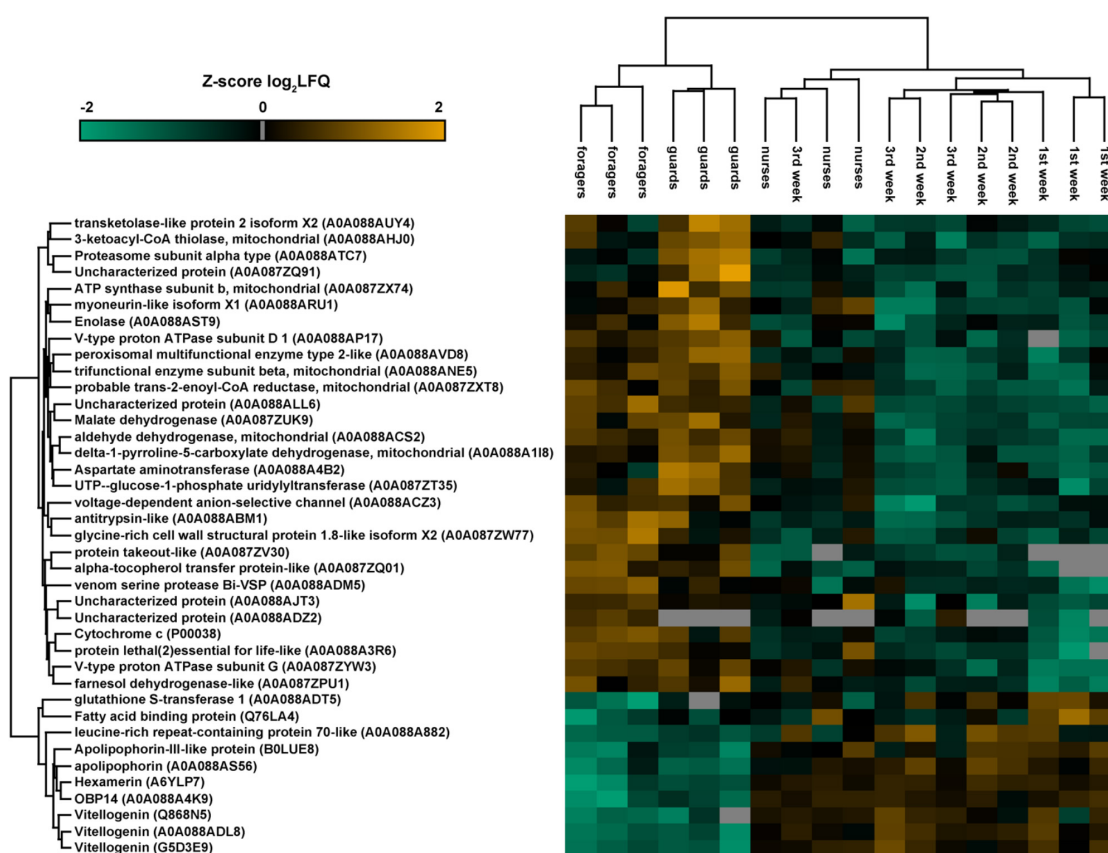 Z-score log₂LFQ
-2 0 2
foragers foragers foragers guards guards guards nurses 3rd week nurses nurses 3rd week 2nd week 3rd week 2nd week 2nd week 1st week 1st week 1st week
transketolase-like protein 2 isoform X2 (A0A088AUY4)
3-ketoacyl-CoA thiolase, mitochondrial (A0A088AHJ0)
Proteasome subunit alpha type (A0A088ATC7)
Uncharacterized protein (A0A087ZQ91)
ATP synthase subunit b, mitochondrial (A0A087ZX74)
myoneurin-like isoform X1 (A0A088ARU1)
Enolase (A0A088AST9)
V-type proton ATPase subunit D 1 (A0A088AP17)
peroxisomal multifunctional enzyme type 2-like (A0A088AVD8)
trifunctional enzyme subunit beta, mitochondrial (A0A088ANE5)
probable trans-2-enoyl-CoA reductase, mitochondrial (A0A087ZXT8)
Uncharacterized protein (A0A088ALL6)
Malate dehydrogenase (A0A087ZUK9)
aldehyde dehydrogenase, mitochondrial (A0A088ACS2)
delta-1-pyrroline-5-carboxylate dehydrogenase, mitochondrial (A0A088A1I8)
Aspartate aminotransferase (A0A088A4B2)
UTP--glucose-1-phosphate uridylyltransferase (A0A087ZT35)
voltage-dependent anion-selective channel (A0A088ACZ3)
antitrypsin-like (A0A088ABM1)
glycine-rich cell wall structural protein 1.8-like isoform X2 (A0A087ZW77)
protein takeout-like (A0A087ZV30)
alpha-tocopherol transfer protein-like (A0A087ZQ01)
venom serine protease Bi-VSP (A0A088ADM5)
Uncharacterized protein (A0A088AJT3)
Uncharacterized protein (A0A088ADZ2)
Cytochrome c (P00038)
protein lethal(2)essential for life-like (A0A088A3R6)
V-type proton ATPase subunit G (A0A087ZYW3)
farnesol dehydrogenase-like (A0A087ZPU1)
glutathione S-transferase 1 (A0A088ADT5)
Fatty acid binding protein (Q76LA4)
leucine-rich repeat-containing protein 70-like (A0A088A882)
Apolipophorin-III-like protein (B0LUE8)
apolipophorin (A0A088AS56)
Hexamerin (A6YLP7)
OBP14 (A0A088A4K9)
Vitellogenin (Q868N5)
Vitellogenin (A0A088ADL8)
Vitellogenin (G5D3E9)